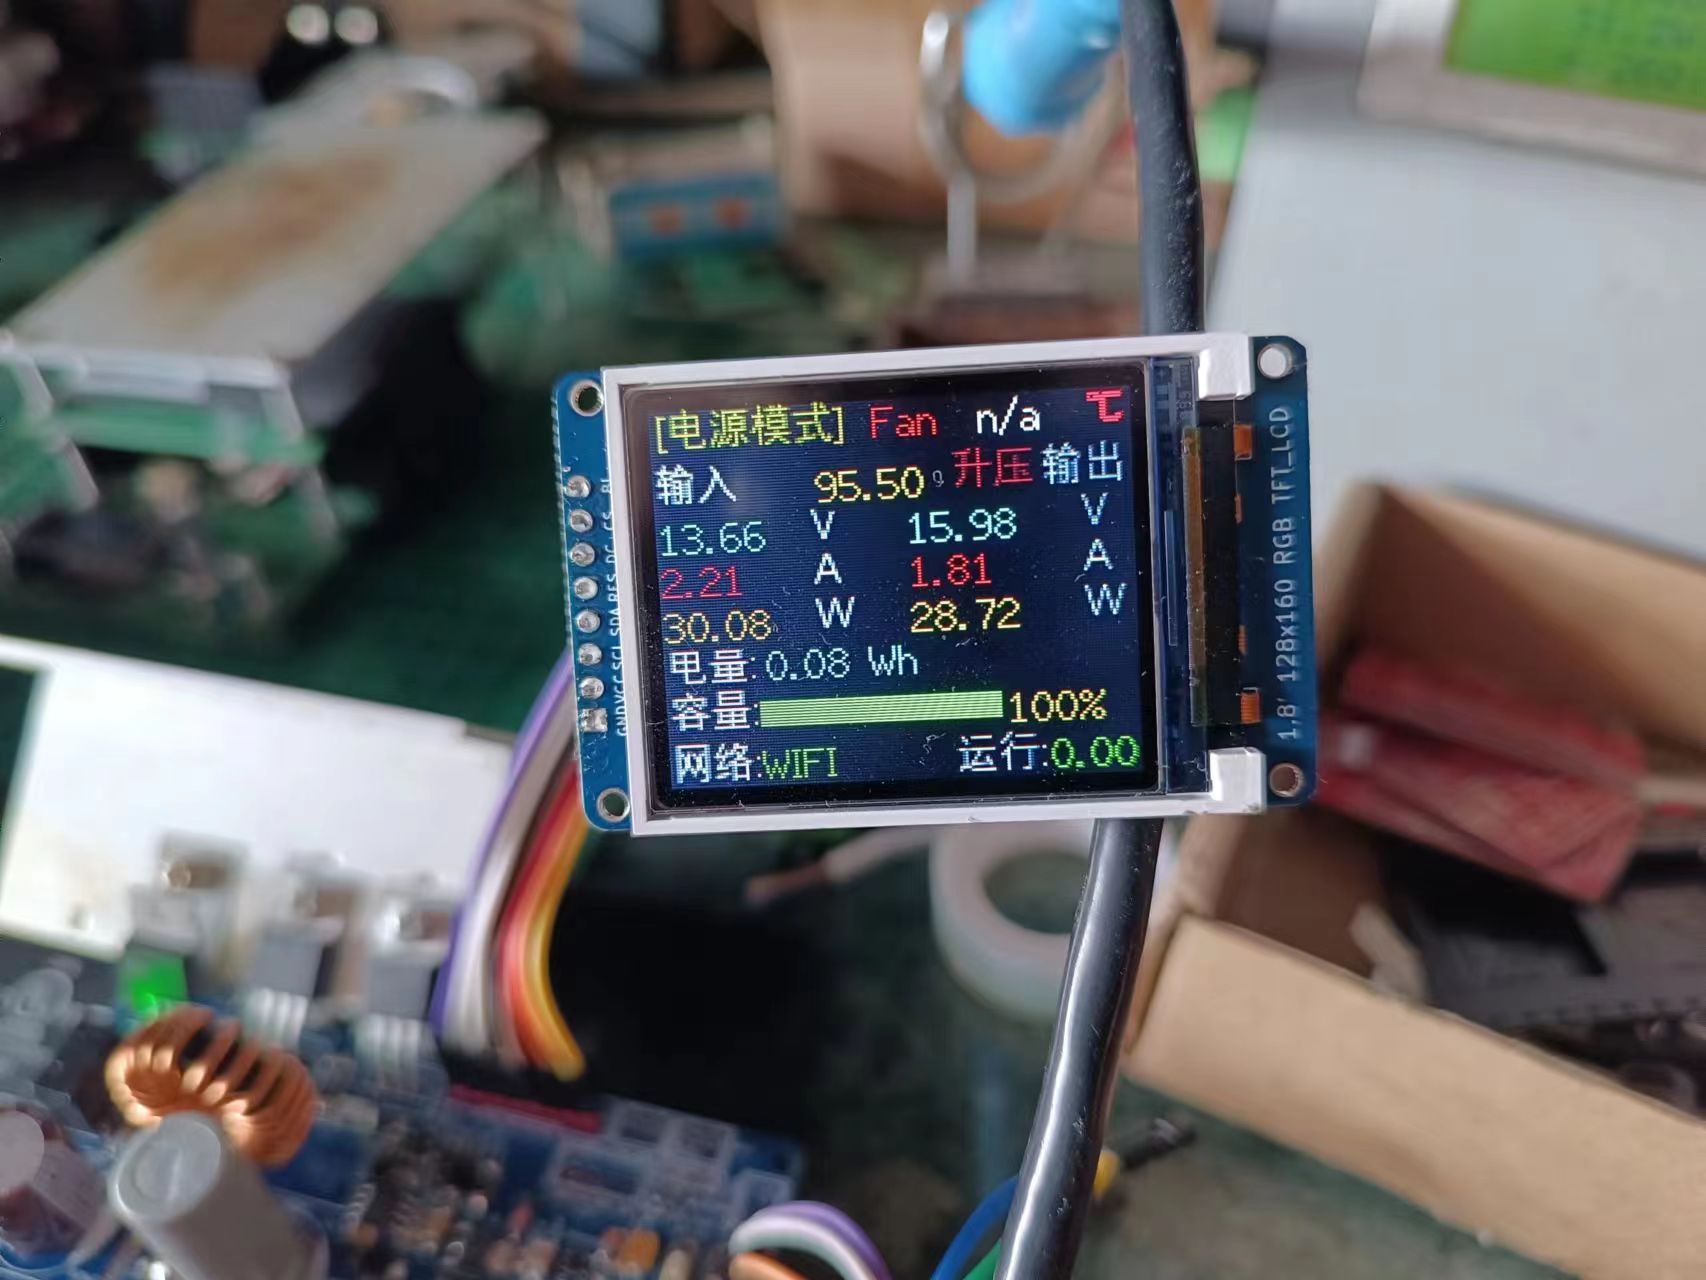 [电源模式] Fan n/a ℃
输入 95.50 升压 输出
13.66 V 15.98 V
2.21 A 1.81 A
30.08 W 28.72 W
电量: 0.08 Wh
容量: 100%
网络:WIFI 运行:0.00
GND VCC SCL SDA RES DC CS BL
1.8' 128x160 RGB TFT_LCD